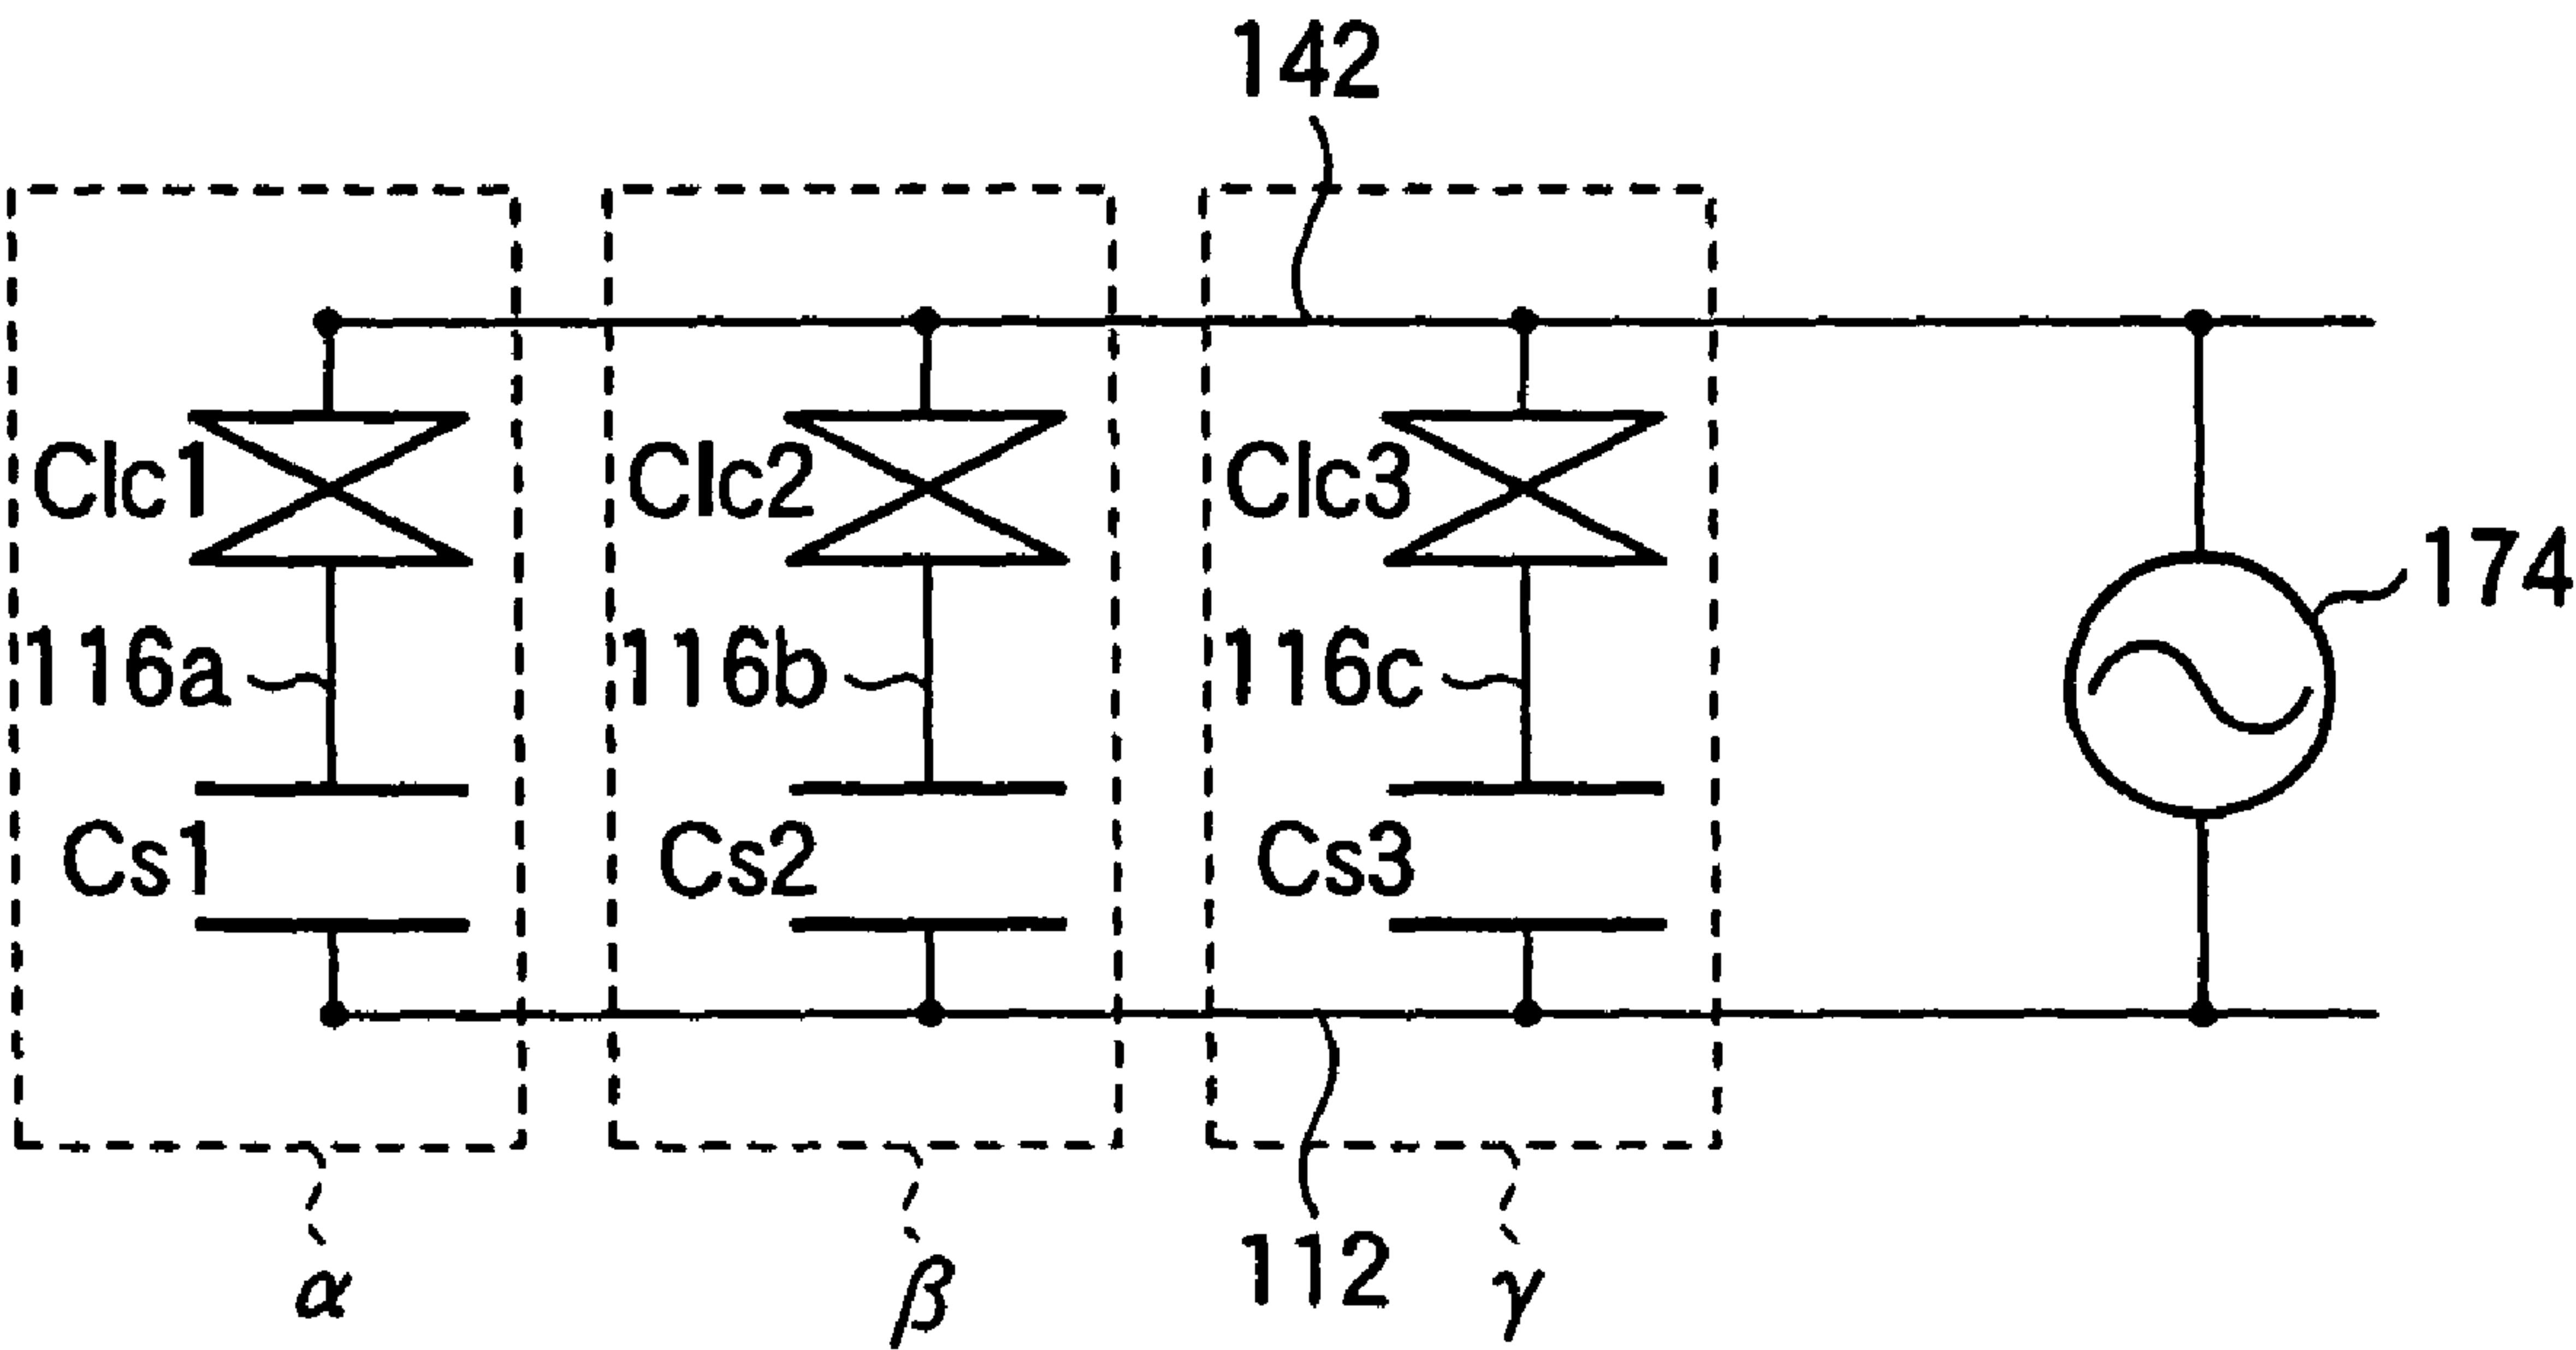 142
Clc1 Clc2 Clc3
174
116a 116b 116c
Cs1 Cs2 Cs3
112
α β γ